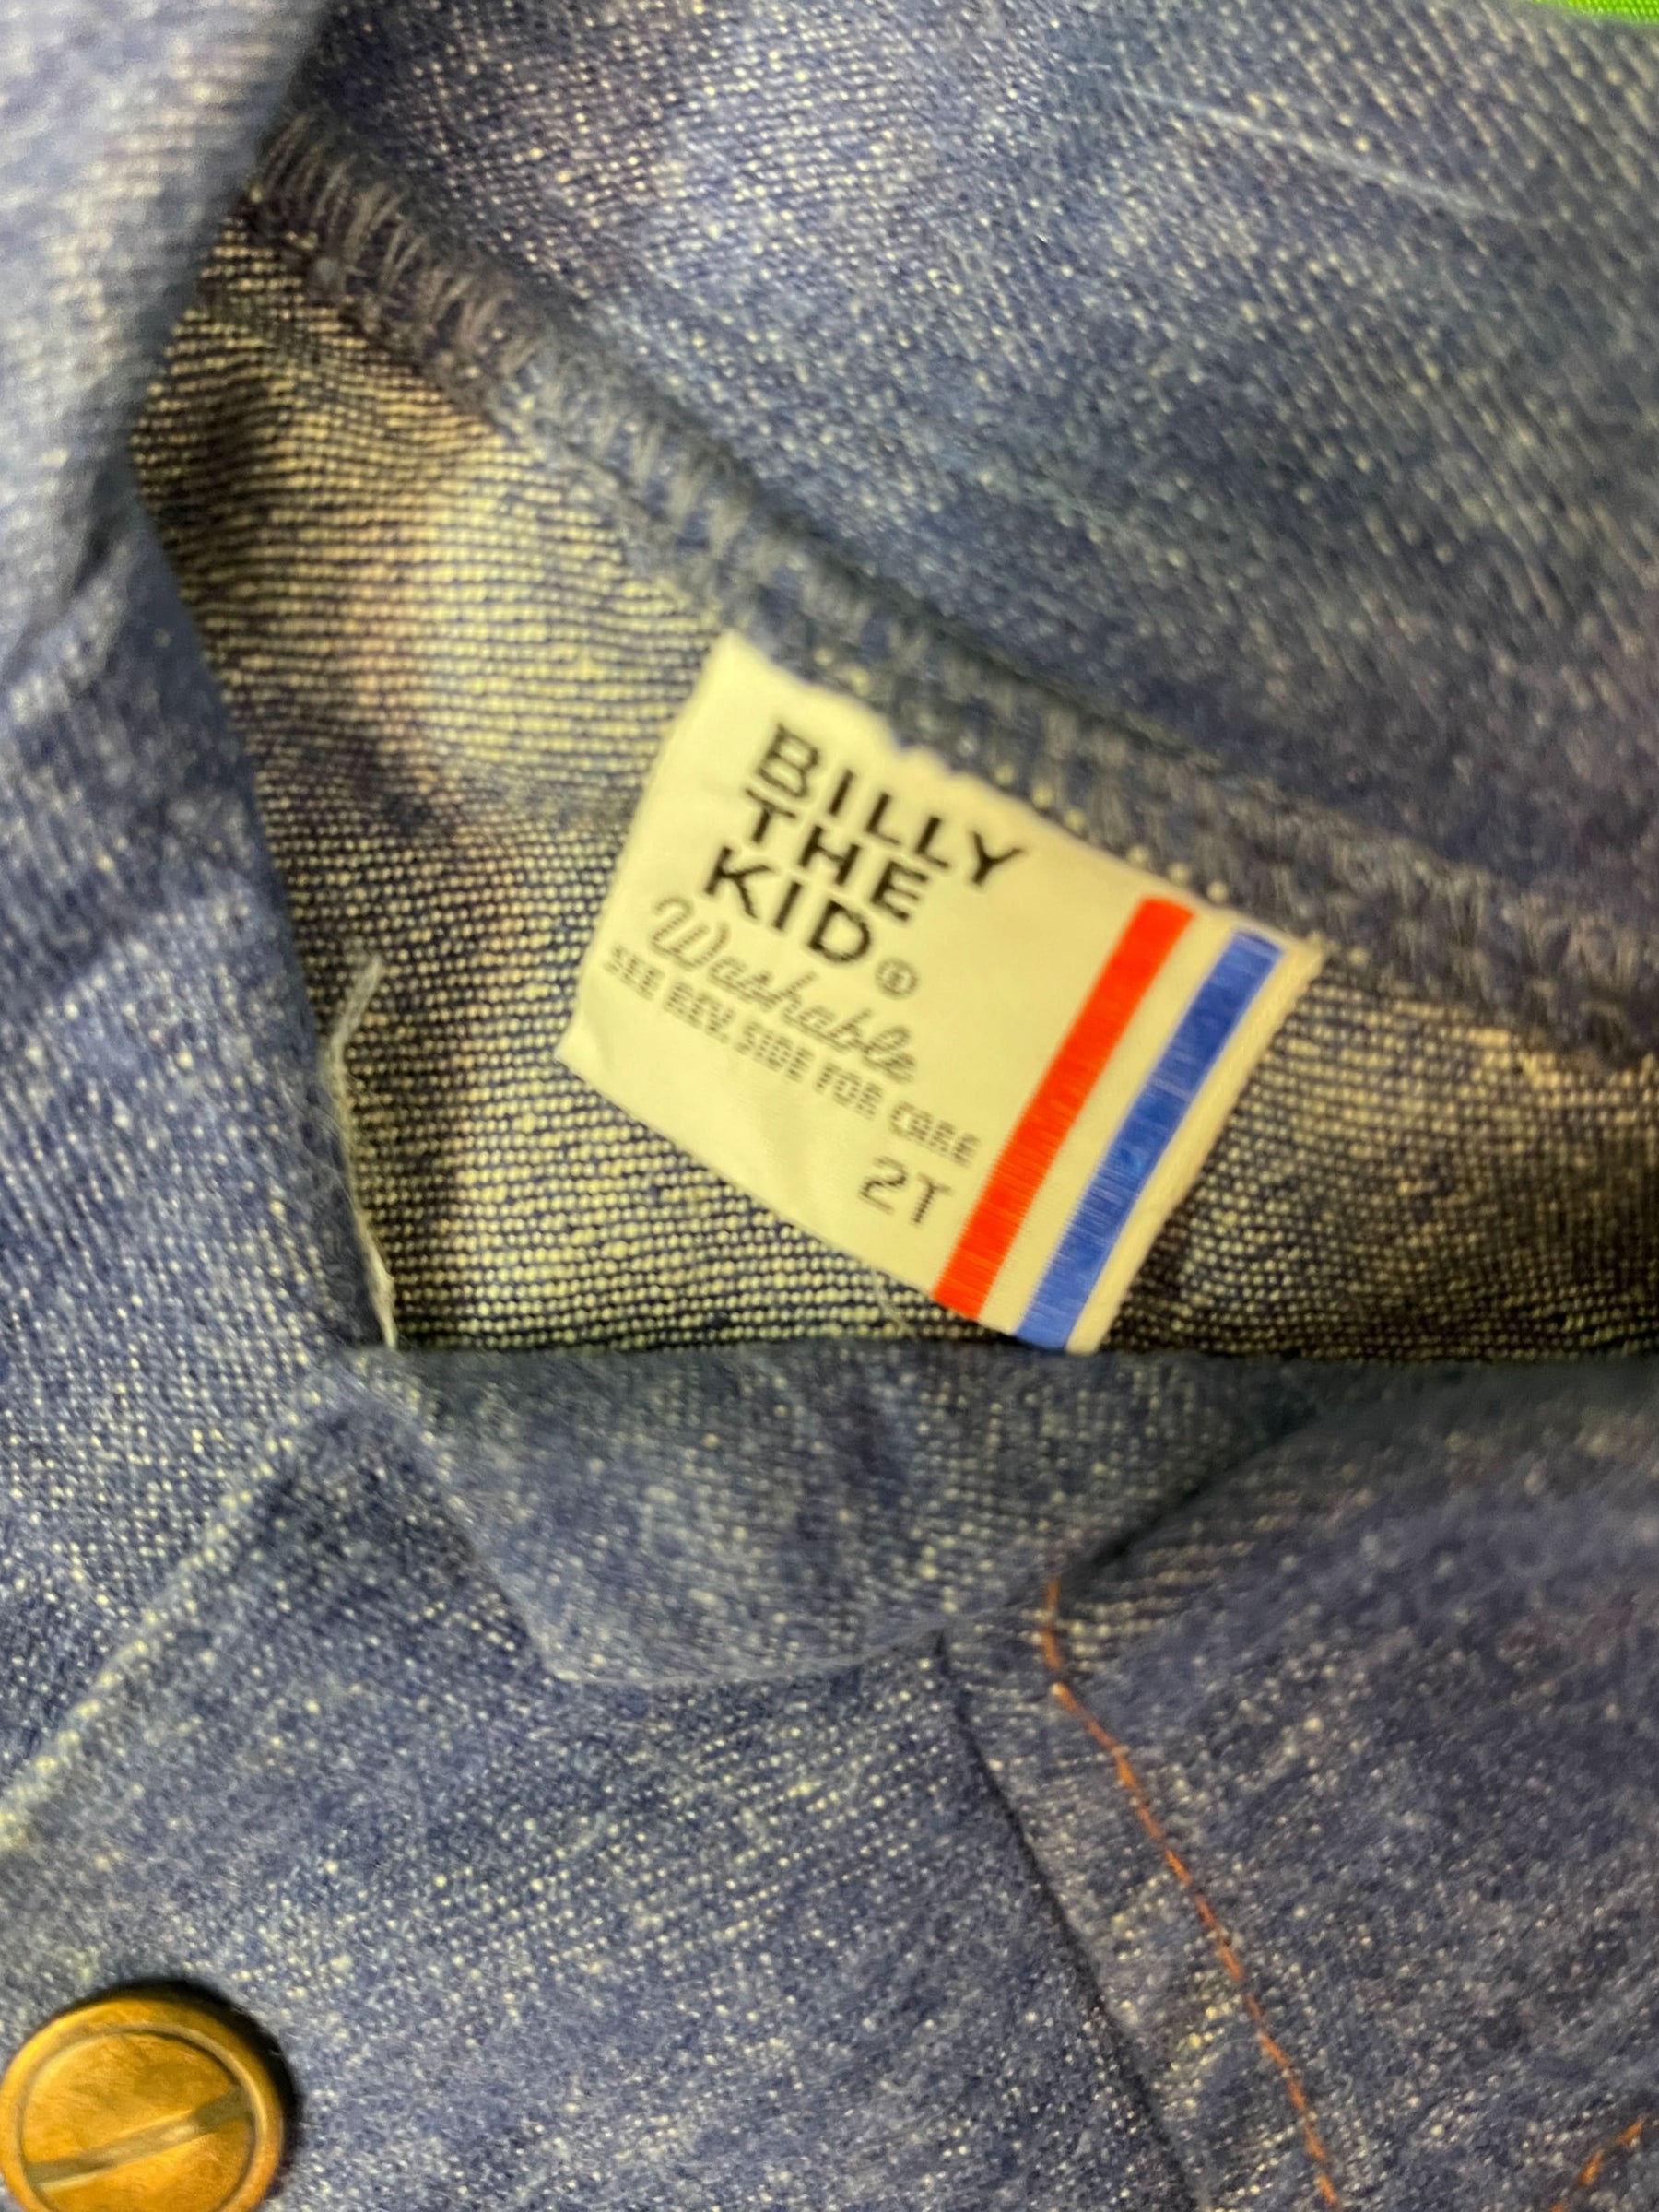 BILLY
THE
KID®
Washable
SEE REV. SIDE FOR CARE
2T